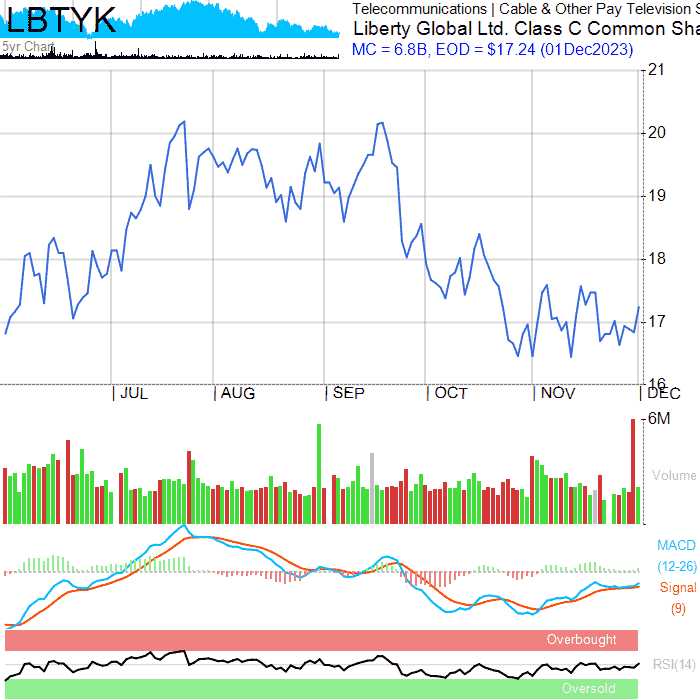 LBTYK
5yr Chart
Telecommunications | Cable & Other Pay Television S
Liberty Global Ltd. Class C Common Sha
MC = 6.8B, EOD = $17.24 (01Dec2023)
21
20
19
18
17
16
JUL AUG SEP OCT NOV DEC
6M
Volume
MACD
(12-26)
Signal
(9)
Overbought
RSI(14)
Oversold